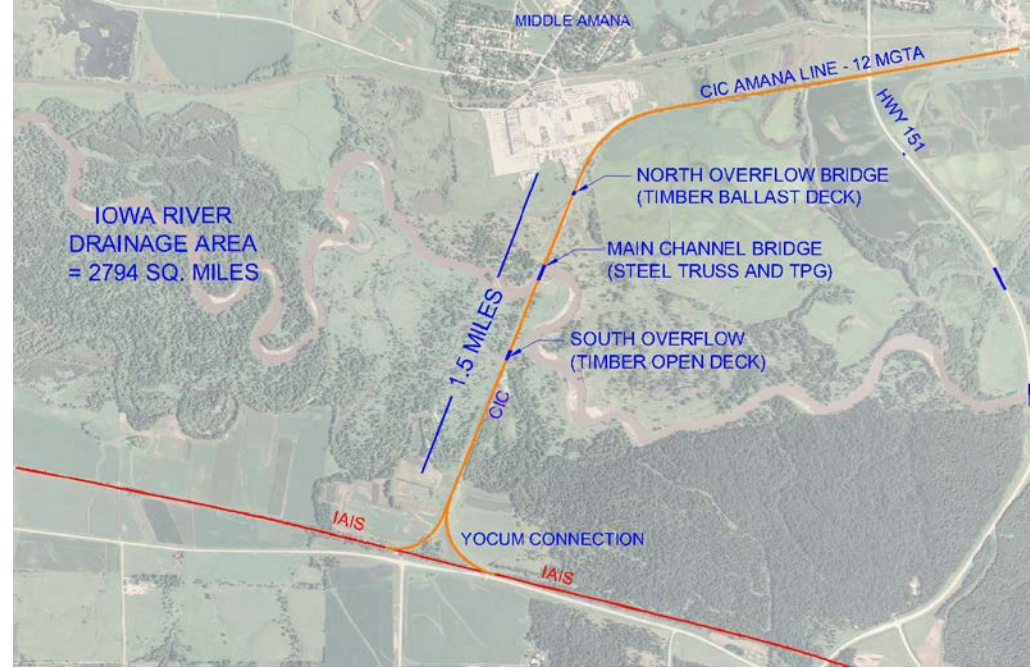 MIDDLE AMANA
CIC AMANA LINE - 12 MGTA
HWY 151
NORTH OVERFLOW BRIDGE
(TIMBER BALLAST DECK)
IOWA RIVER
DRAINAGE AREA
= 2794 SQ. MILES
MAIN CHANNEL BRIDGE
(STEEL TRUSS AND TPG)
1.5 MILES
SOUTH OVERFLOW
(TIMBER OPEN DECK)
CIC
IAIS
YOCUM CONNECTION
IAIS